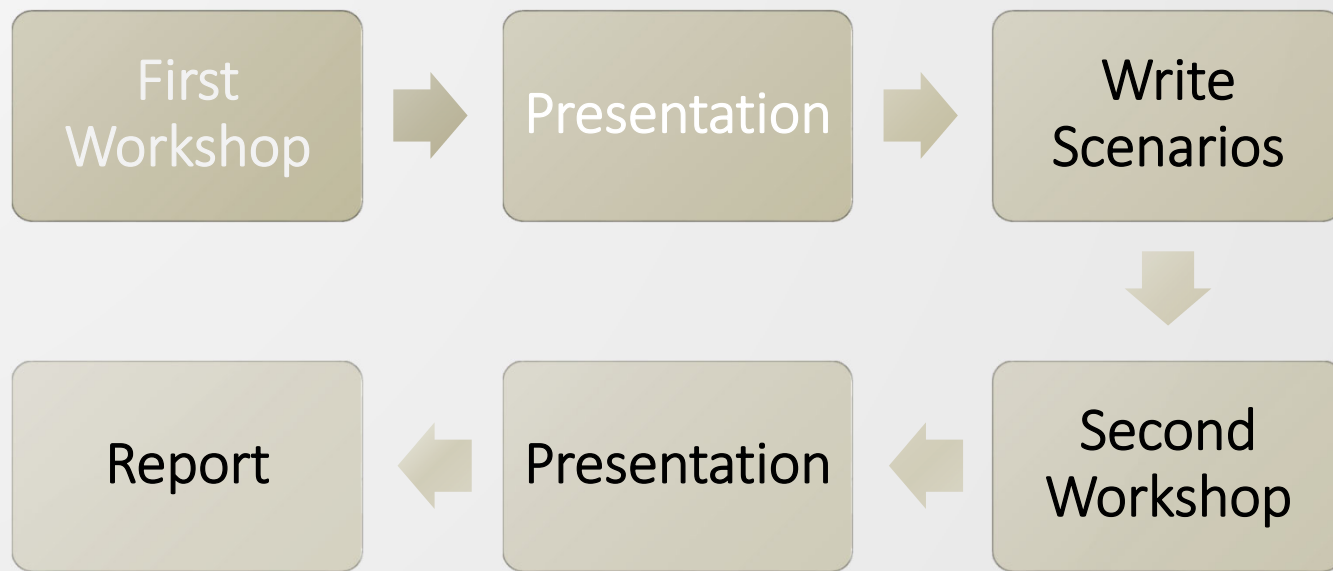 First
Workshop
Presentation
Write
Scenarios
Second
Workshop
Presentation
Report